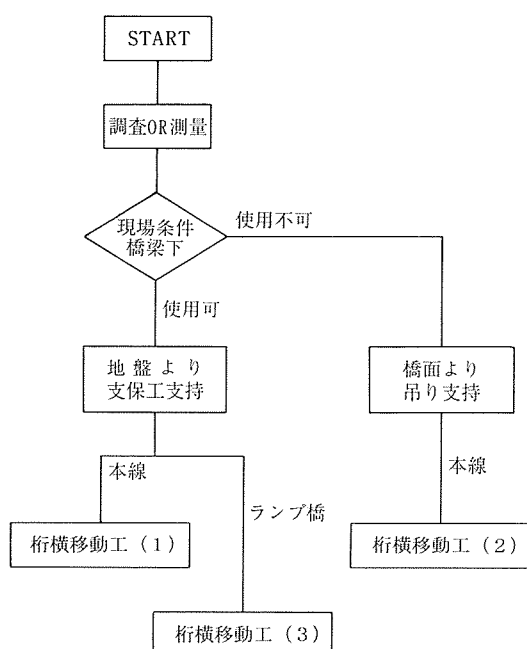 START
調査OR測量
現場条件
橋梁下
使用不可
使用可
地盤より
支保工支持
橋面より
吊り支持
本線
本線
ランプ橋
桁横移動工(1)
桁横移動工(2)
桁横移動工(3)